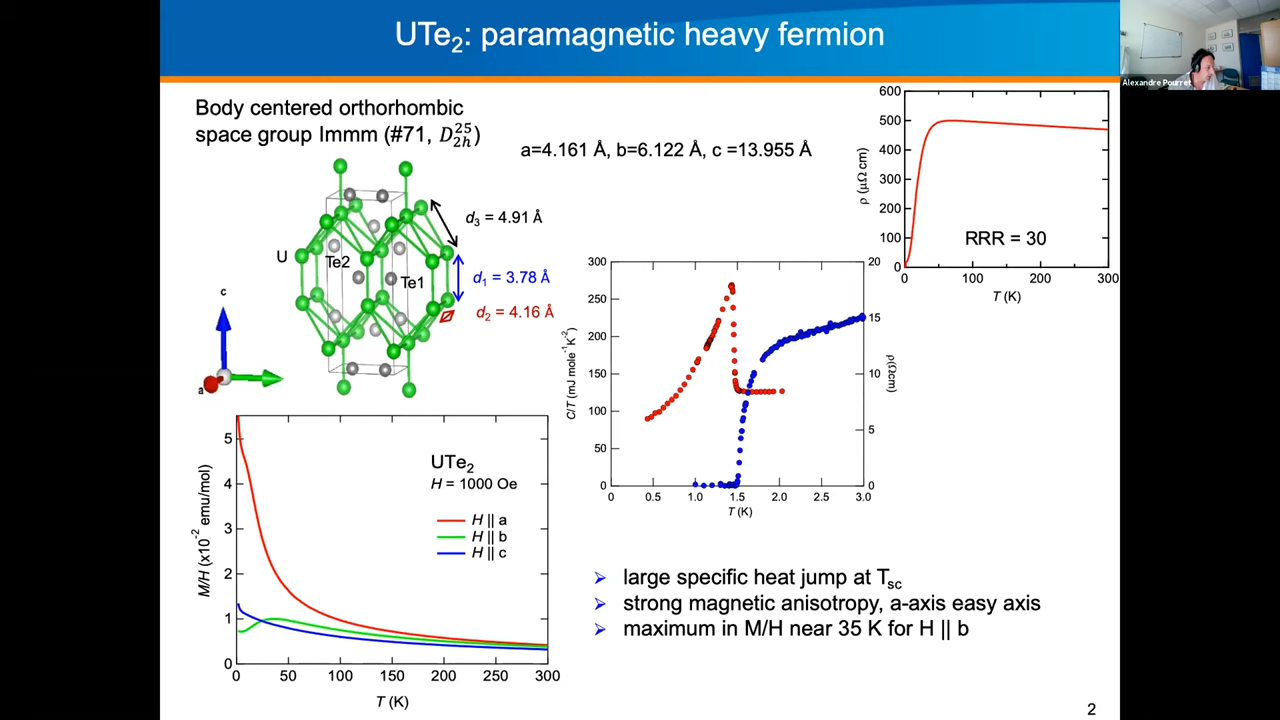 UTe₂: paramagnetic heavy fermion
Alexandre Pourret
Body centered orthorhombic
space group Immm (#71, D₂ₕ²⁵)
a=4.161 Å, b=6.122 Å, c =13.955 Å
d₃ = 4.91 Å
U
Te2
Te1
d₁ = 3.78 Å
d₂ = 4.16 Å
c
a
600
500
400
300
200
100
0
ρ (μΩ cm)
RRR = 30
0
100
200
300
T (K)
300
250
200
150
100
50
0
C/T (mJ mole⁻¹K⁻²)
20
15
10
5
0
ρ(Ωcm)
0
0.5
1.0
1.5
2.0
2.5
3.0
T (K)
5
4
3
2
1
0
M/H (x10⁻² emu/mol)
UTe₂
H = 1000 Oe
H || a
H || b
H || c
0
50
100
150
200
250
300
T (K)
➢ large specific heat jump at Tsc
➢ strong magnetic anisotropy, a-axis easy axis
➢ maximum in M/H near 35 K for H || b
2